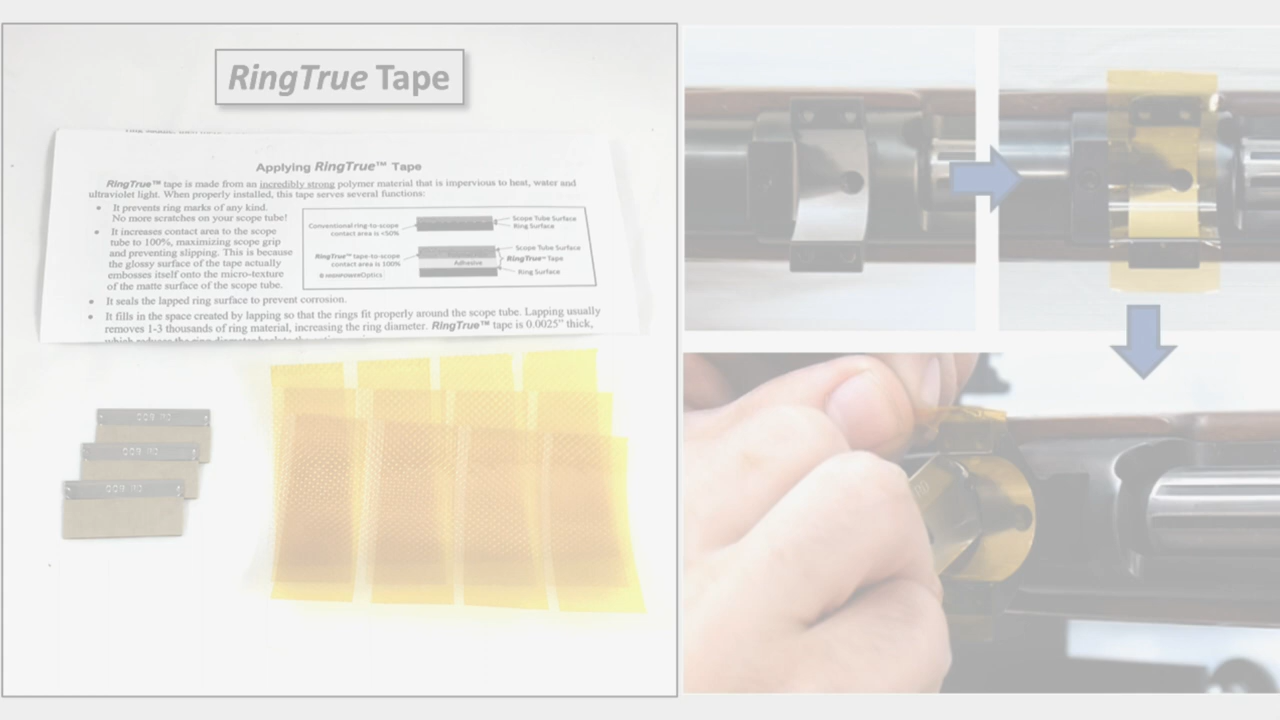 RingTrue Tape
Applying RingTrue™ Tape
RingTrue™ tape is made from an incredibly strong polymer material that is impervious to heat, water and
ultraviolet light. When properly installed, this tape serves several functions:
• It prevents ring marks of any kind.
No more scratches on your scope tube!
• It increases contact area to the scope
tube to 100%, maximizing scope grip
and preventing slipping. This is because
the glossy surface of the tape actually
embosses itself onto the micro-texture
of the matte surface of the scope tube.
Conventional ring-to-scope
contact area is <50%
Scope Tube Surface
Ring Surface
RingTrue™ tape-to-scope
contact area is 100%
Scope Tube Surface
RingTrue™ Tape
Adhesive
Ring Surface
• It seals the lapped ring surface to prevent corrosion.
• It fills in the space created by lapping so that the rings fit properly around the scope tube. Lapping usually
removes 1-3 thousands of ring material, increasing the ring diameter. RingTrue™ tape is 0.0025" thick,